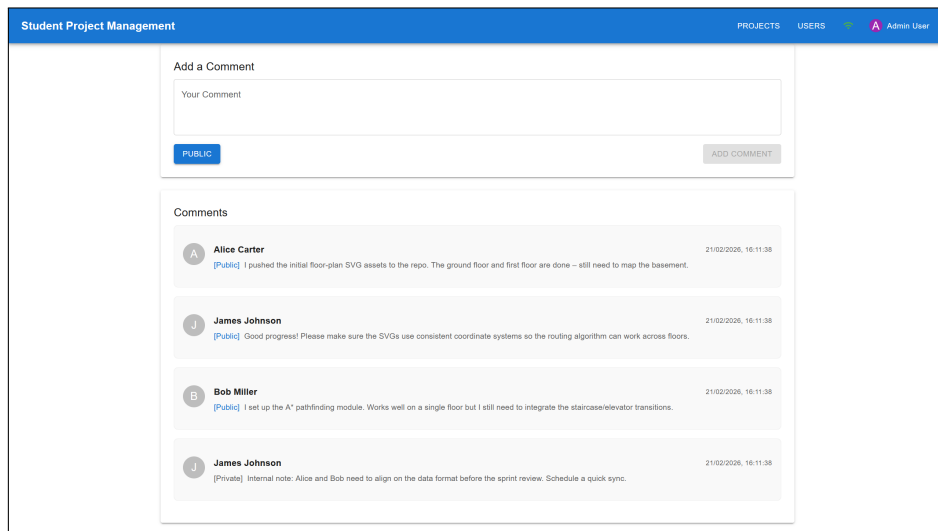 Student Project Management
PROJECTS USERS A Admin User
Add a Comment
Your Comment
PUBLIC ADD COMMENT
Comments
A
Alice Carter 21/02/2026, 16:11:38
[Public] I pushed the initial floor-plan SVG assets to the repo. The ground floor and first floor are done – still need to map the basement.
J
James Johnson 21/02/2026, 16:11:38
[Public] Good progress! Please make sure the SVGs use consistent coordinate systems so the routing algorithm can work across floors.
B
Bob Miller 21/02/2026, 16:11:38
[Public] I set up the A* pathfinding module. Works well on a single floor but I still need to integrate the staircase/elevator transitions.
J
James Johnson 21/02/2026, 16:11:38
[Private] Internal note: Alice and Bob need to align on the data format before the sprint review. Schedule a quick sync.